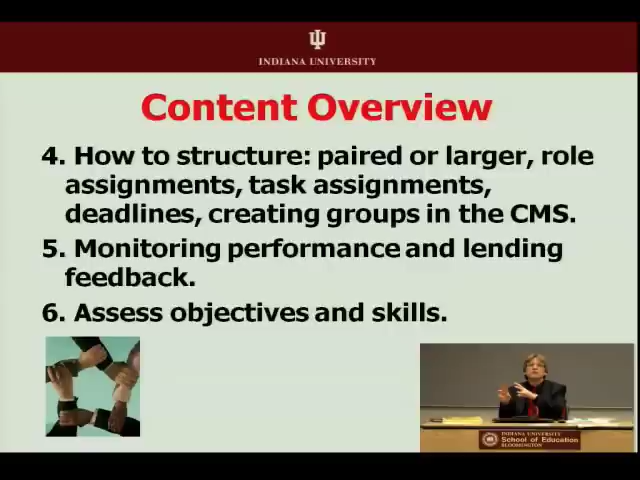 INDIANA UNIVERSITY
Content Overview
4. How to structure: paired or larger, role
assignments, task assignments,
deadlines, creating groups in the CMS.
5. Monitoring performance and lending
feedback.
6. Assess objectives and skills.
INDIANA UNIVERSITY
School of Education
BLOOMINGTON